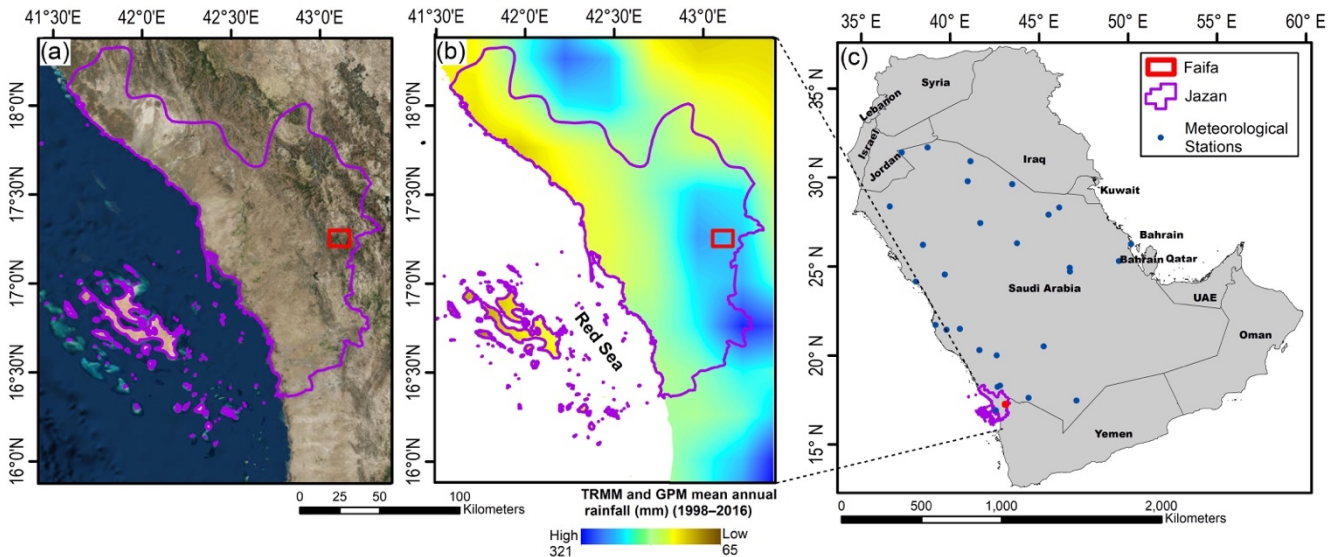 41°30'E 42°0'E 42°30'E 43°0'E
(a)
18°0'N
17°30'N
17°0'N
16°30'N
16°0'N
0 25 50 100
Kilometers
41°30'E 42°0'E 42°30'E 43°0'E
(b)
18°0'N
17°30'N
17°0'N
16°30'N
16°0'N
Red Sea
TRMM and GPM mean annual
rainfall (mm) (1998–2016)
High
321
Low
65
35° E 40° E 45° E 50° E 55° E 60° E
(c)
35° N
30° N
25° N
20° N
15° N
Faifa
Jazan
Meteorological
Stations
Syria
Lebanon
Israel
Jordan
Iraq
Kuwait
Bahrain
Bahrain
Qatar
Saudi Arabia
UAE
Oman
Yemen
0 500 1,000 2,000
Kilometers